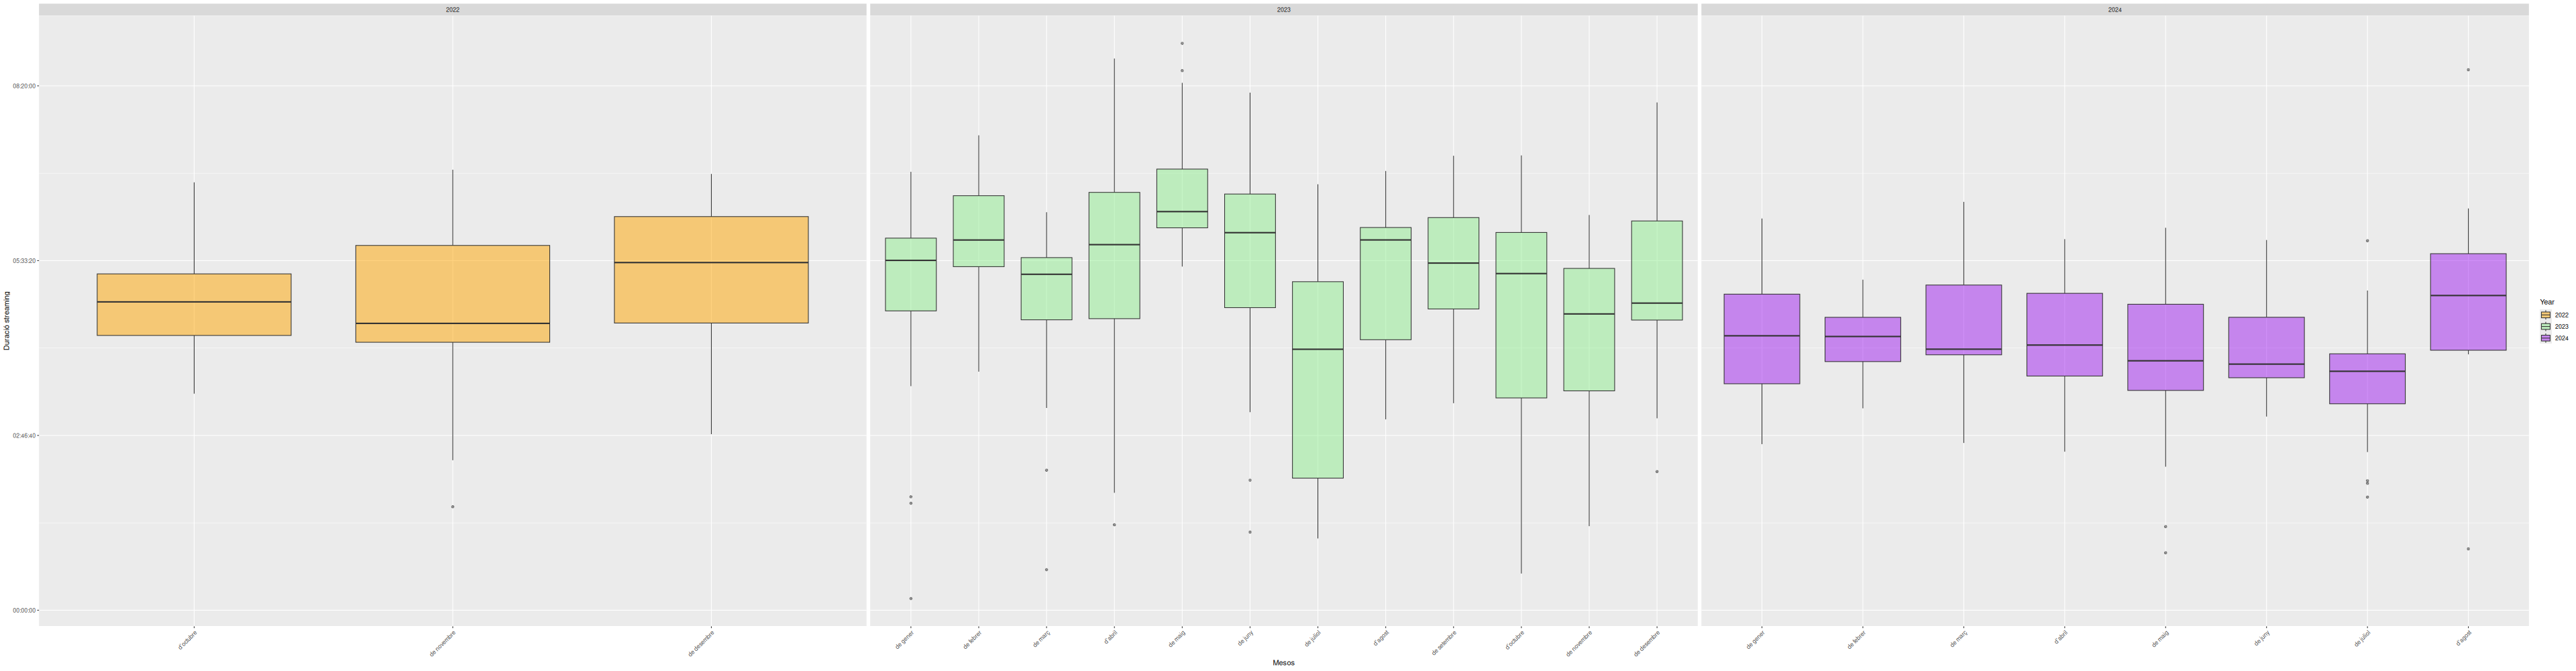 2022
2023
2024
Duració streaming
08:20:00
05:33:20
02:46:40
00:00:00
d'octubre
de novembre
de desembre
de gener
de febrer
de març
d'abril
de maig
de juny
de juliol
d'agost
de setembre
d'octubre
de novembre
de desembre
de gener
de febrer
de març
d'abril
de maig
de juny
de juliol
d'agost
Mesos
Year
2022
2023
2024